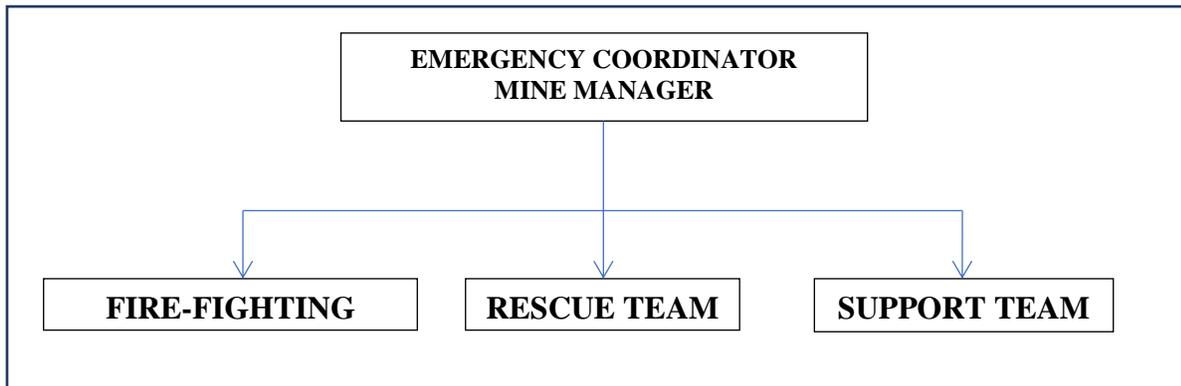 EMERGENCY COORDINATOR
MINE MANAGER
FIRE-FIGHTING
RESCUE TEAM
SUPPORT TEAM